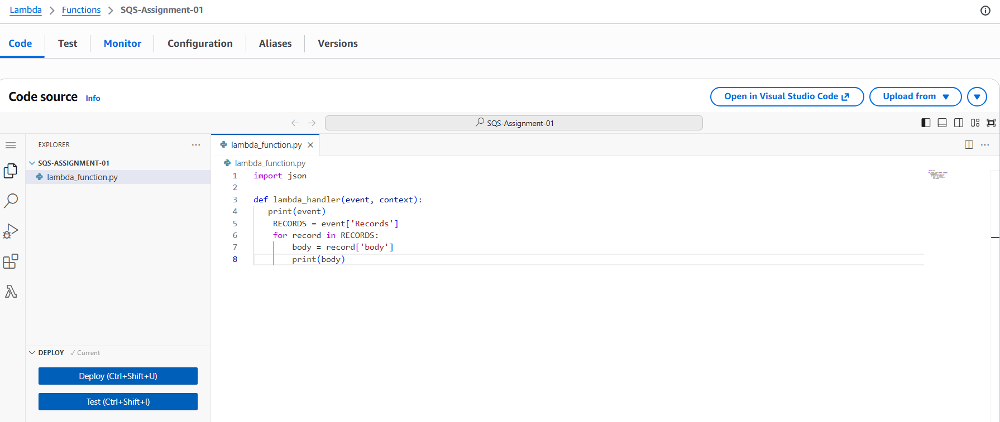 Lambda > Functions > SQS-Assignment-01
Code Test Monitor Configuration Aliases Versions
Code source Info
Open in Visual Studio Code Upload from
SQS-Assignment-01
EXPLORER
SQS-ASSIGNMENT-01
lambda_function.py
DEPLOY ✓ Current
Deploy (Ctrl+Shift+U)
Test (Ctrl+Shift+I)
lambda_function.py
lambda_function.py
1 import json
2
3 def lambda_handler(event, context):
4    print(event)
5     RECORDS = event['Records']
6     for record in RECORDS:
7         body = record['body']
8         print(body)